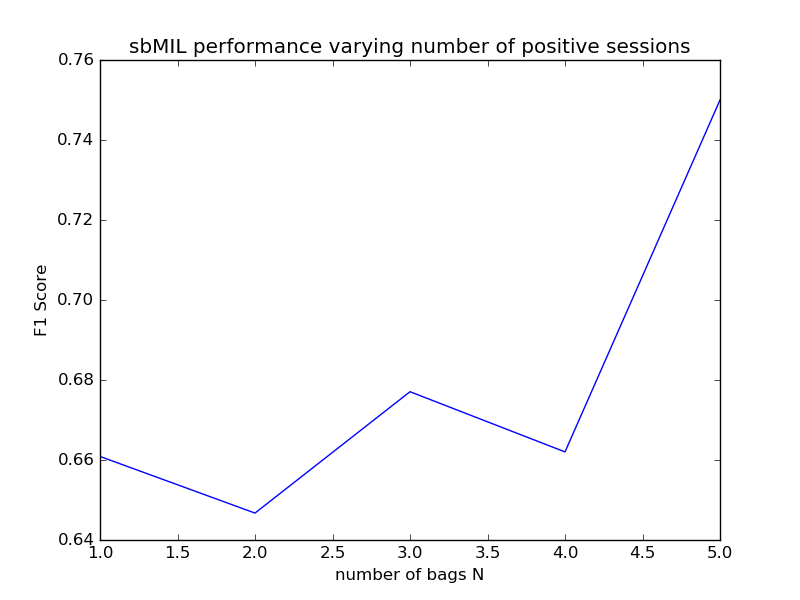 sbMIL performance varying number of positive sessions
0.76
0.74
0.72
0.70
0.68
0.66
0.64
F1 Score
1.0 1.5 2.0 2.5 3.0 3.5 4.0 4.5 5.0
number of bags N